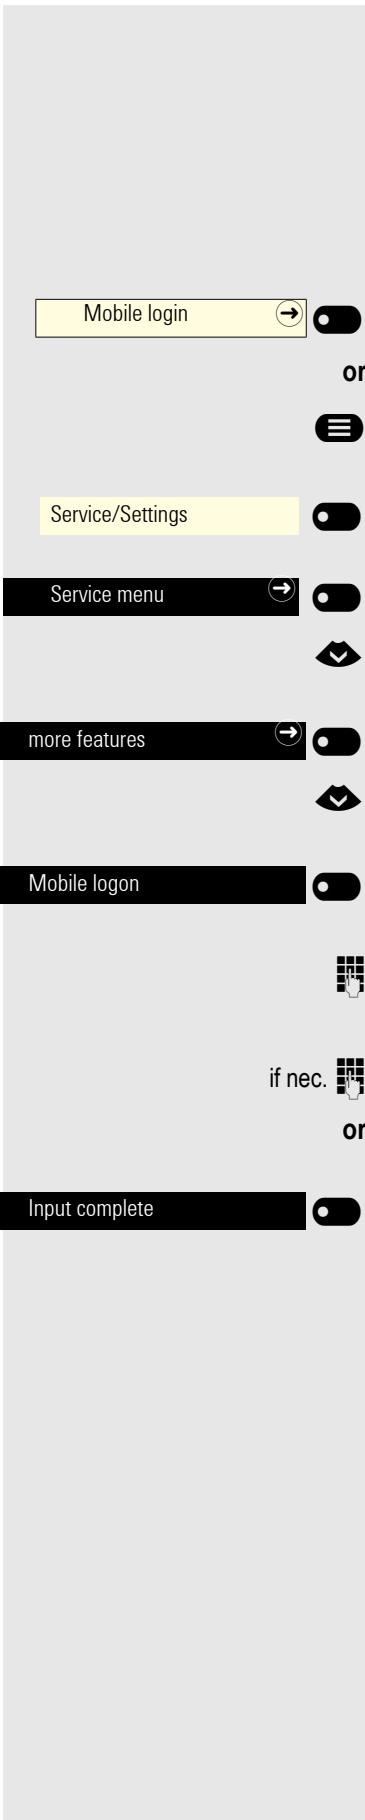 Mobile login
or
Service/Settings
Service menu
more features
Mobile logon
if nec.
or
Input complete